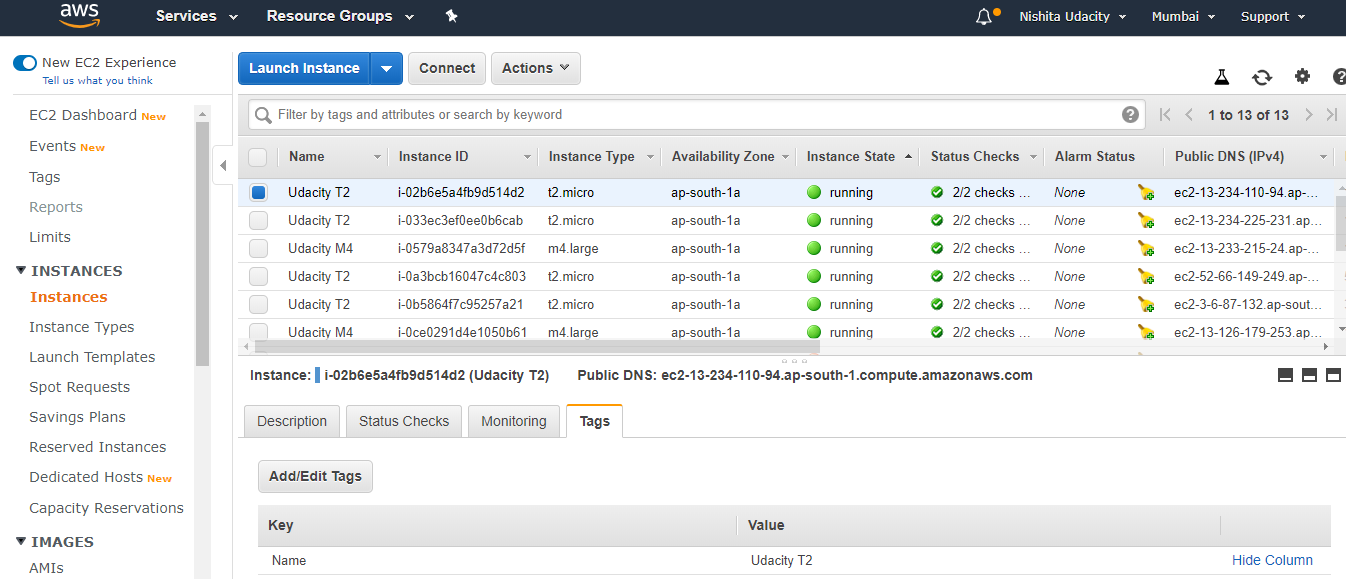 aws Services Resource Groups Nishita Udacity Mumbai Support
New EC2 Experience
Tell us what you think
EC2 Dashboard New
Events New
Tags
Reports
Limits
INSTANCES
Instances
Instance Types
Launch Templates
Spot Requests
Savings Plans
Reserved Instances
Dedicated Hosts New
Capacity Reservations
IMAGES
AMIs
Launch Instance Connect Actions
Filter by tags and attributes or search by keyword 1 to 13 of 13
Name Instance ID Instance Type Availability Zone Instance State Status Checks Alarm Status Public DNS (IPv4)
Udacity T2 i-02b6e5a4fb9d514d2 t2.micro ap-south-1a running 2/2 checks ... None ec2-13-234-110-94.ap-...
Udacity T2 i-033ec3ef0ee0b6cab t2.micro ap-south-1a running 2/2 checks ... None ec2-13-234-225-231.ap...
Udacity M4 i-0579a8347a3d72d5f m4.large ap-south-1a running 2/2 checks ... None ec2-13-233-215-24.ap-...
Udacity T2 i-0a3bcb16047c4c803 t2.micro ap-south-1a running 2/2 checks ... None ec2-52-66-149-249.ap-...
Udacity T2 i-0b5864f7c95257a21 t2.micro ap-south-1a running 2/2 checks ... None ec2-3-6-87-132.ap-sout...
Udacity M4 i-0ce0291d4e1050b61 m4.large ap-south-1a running 2/2 checks ... None ec2-13-126-179-253.ap...
Instance: i-02b6e5a4fb9d514d2 (Udacity T2) Public DNS: ec2-13-234-110-94.ap-south-1.compute.amazonaws.com
Description Status Checks Monitoring Tags
Add/Edit Tags
Key Value
Name Udacity T2 Hide Column